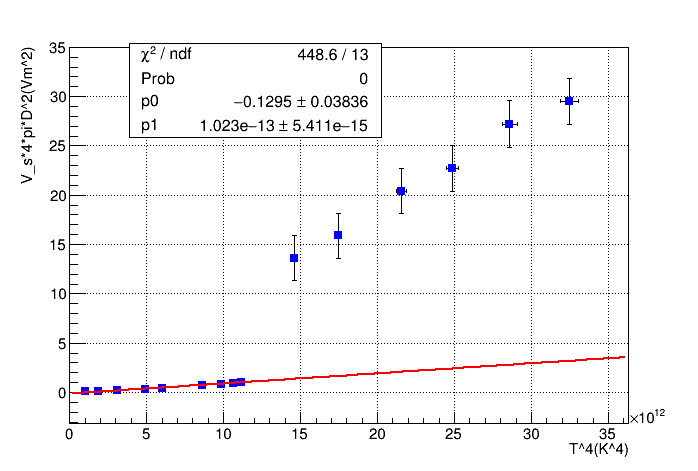 χ² / ndf 448.6 / 13
Prob 0
p0 −0.1295 ± 0.03836
p1 1.023e−13 ± 5.411e−15
V_s*4*pi*D^2(Vm^2)
35
30
25
20
15
10
5
0
0 5 10 15 20 25 30 35
×10¹²
T^4(K^4)